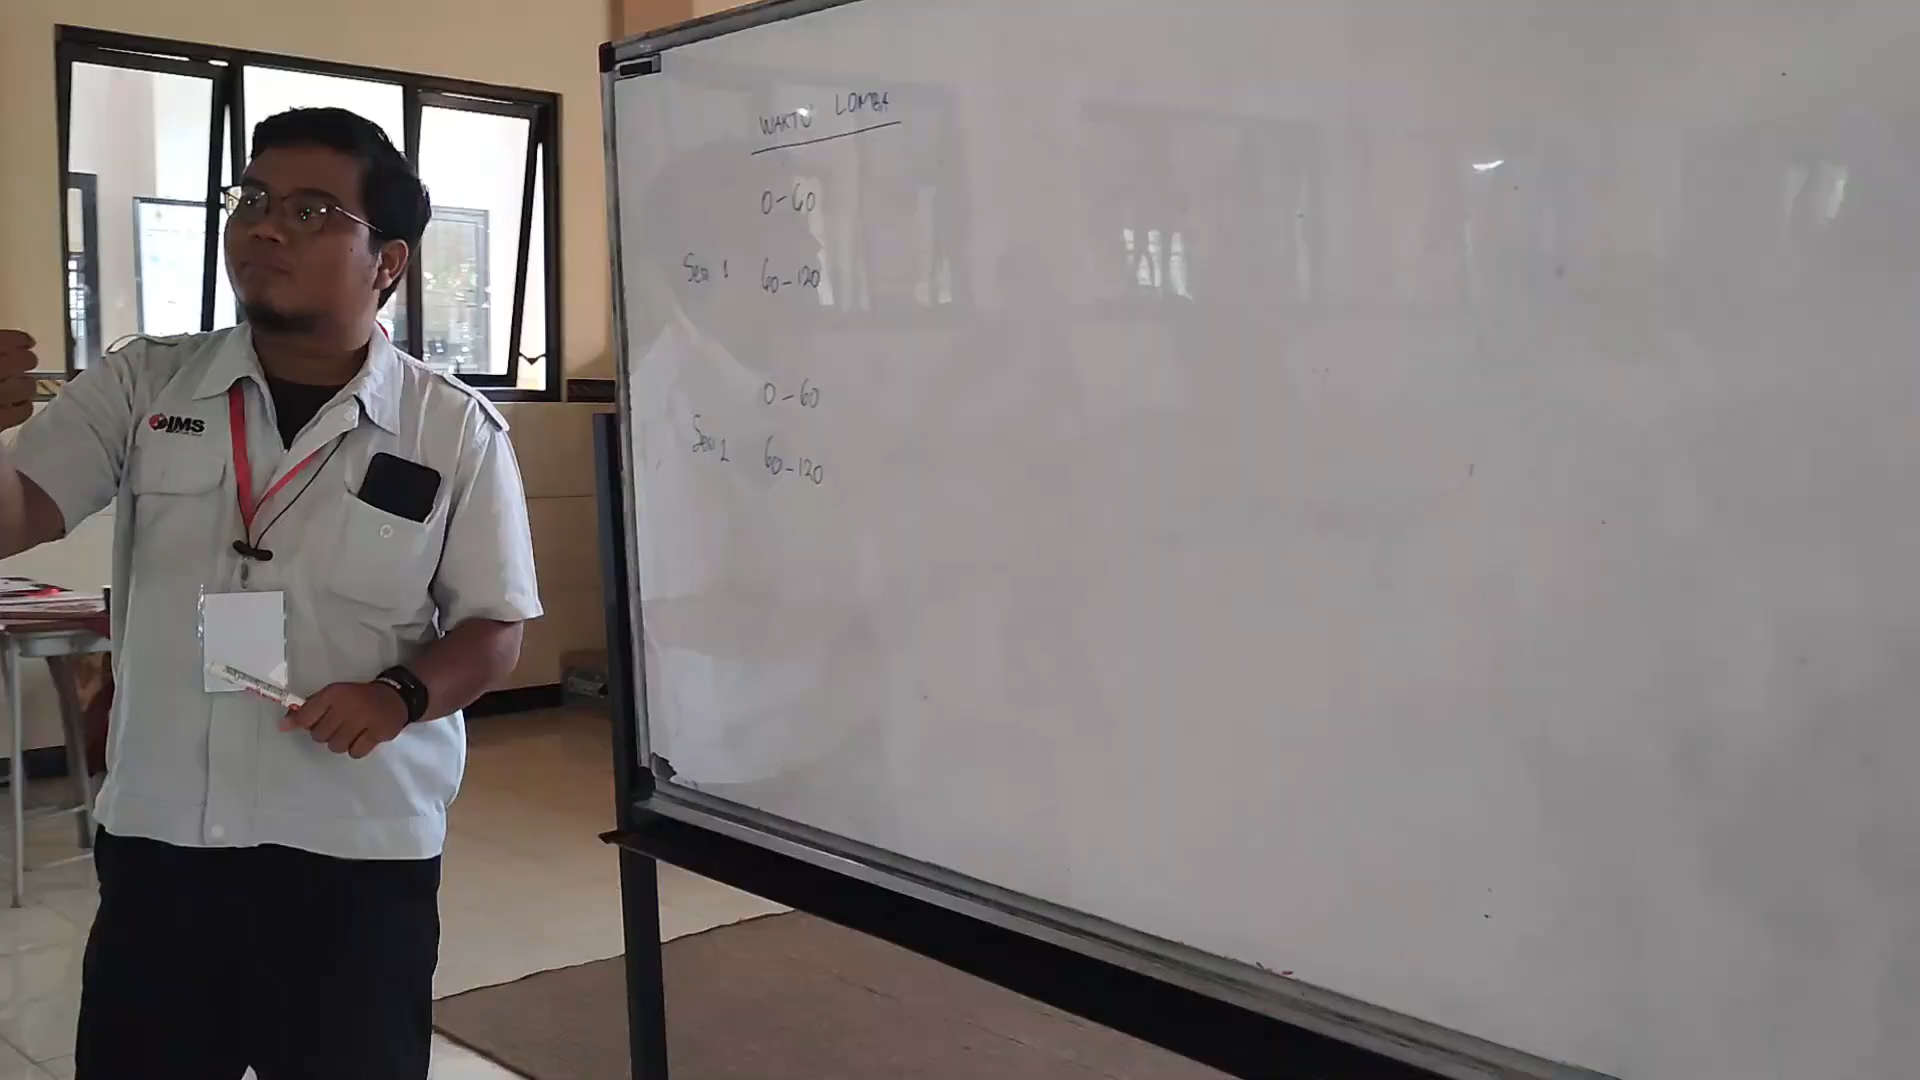 WAKTU LOMBA
0-60
Sesi 1 60-120
0-60
Sesi 2 60-120
IMS